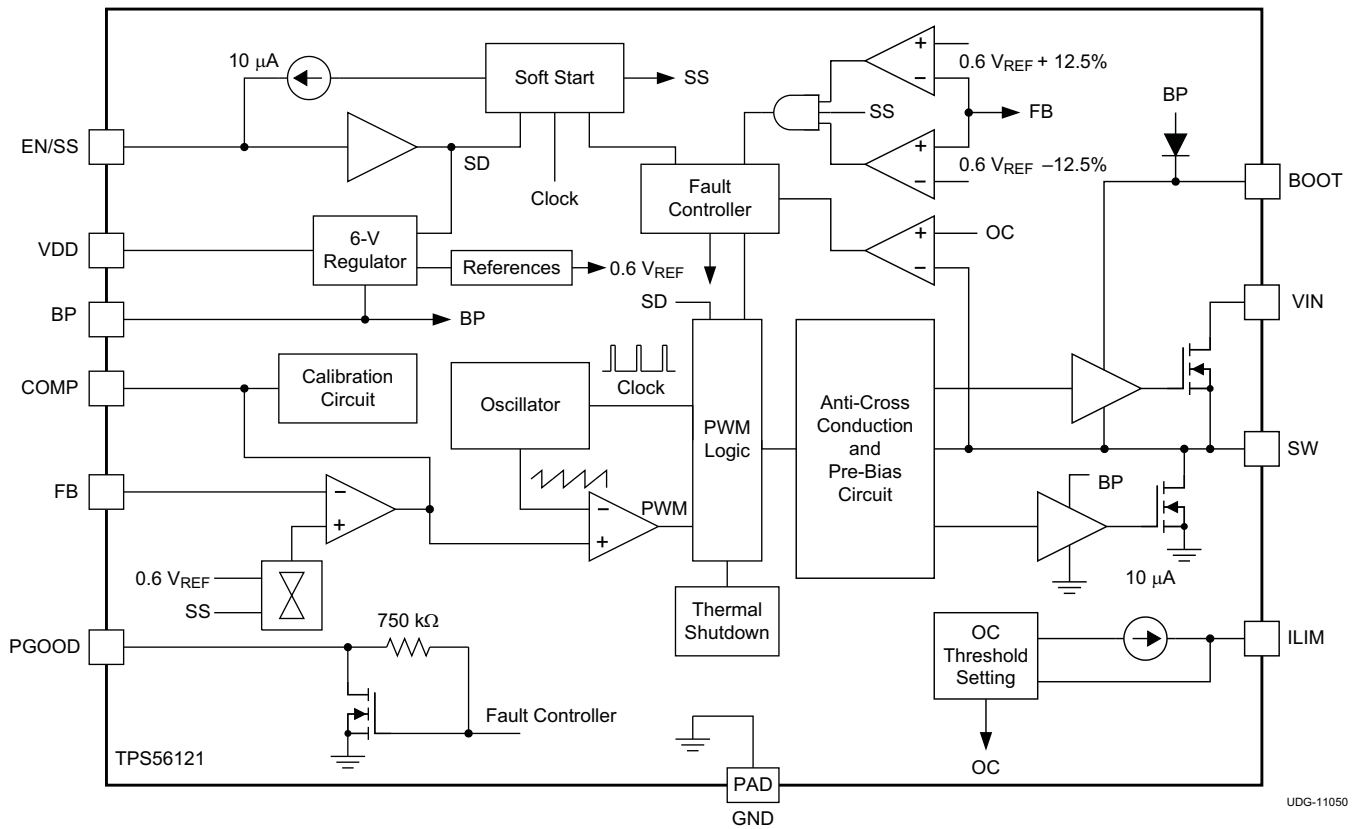 10 µA
Soft Start
SS
0.6 VREF + 12.5%
SS
FB
BP
EN/SS
SD
Clock
0.6 VREF –12.5%
Fault
Controller
BOOT
VDD
6-V
Regulator
OC
References
0.6 VREF
BP
BP
SD
VIN
COMP
Calibration
Circuit
Clock
Oscillator
PWM
Logic
Anti-Cross
Conduction
and
Pre-Bias
Circuit
SW
FB
PWM
BP
0.6 VREF
SS
10 µA
Thermal
Shutdown
750 kΩ
PGOOD
OC
Threshold
Setting
ILIM
Fault Controller
TPS56121
OC
PAD
GND
UDG-11050